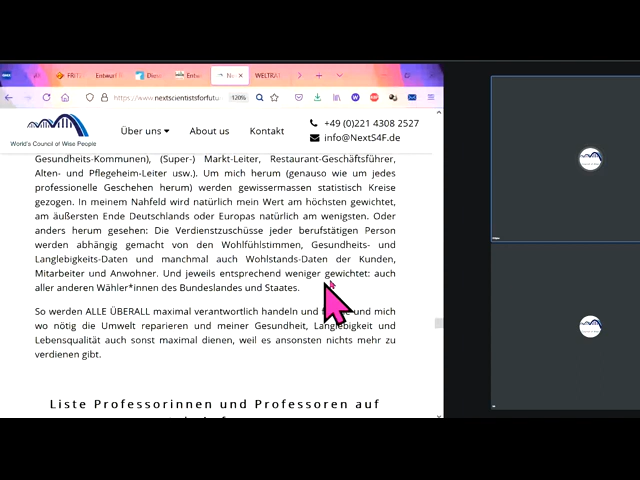 FRITZ
Entwurf
Diese
Entw
WELTRAT
https://www.nextscientistsforfutu
120%
World's Council of Wise People
Über uns
About us
Kontakt
+49 (0)221 4308 2527
info@NextS4F.de
Gesundheits-Kommunen), (Super-) Markt-Leiter, Restaurant-Geschäftsführer,
Alten- und Pflegeheim-Leiter usw.). Um mich herum (genauso wie um jedes
professionelle Geschehen herum) werden gewissermassen statistisch Kreise
gezogen. In meinem Nahfeld wird natürlich mein Wert am höchsten gewichtet,
am äußersten Ende Deutschlands oder Europas natürlich am wenigsten. Oder
anders herum gesehen: Die Verdienstzuschüsse jeder berufstätigen Person
werden abhängig gemacht von den Wohlfühlstimmen, Gesundheits- und
Langlebigkeits-Daten und manchmal auch Wohlstands-Daten der Kunden,
Mitarbeiter und Anwohner. Und jeweils entsprechend weniger gewichtet: auch
aller anderen Wähler*innen des Bundeslandes und Staates.
So werden ALLE ÜBERALL maximal verantwortlich handeln und und mich
wo nötig die Umwelt reparieren und meiner Gesundheit, Langlebigkeit und
Lebensqualität auch sonst maximal dienen, weil es ansonsten nichts mehr zu
verdienen gibt.
Liste Professorinnen und Professoren auf